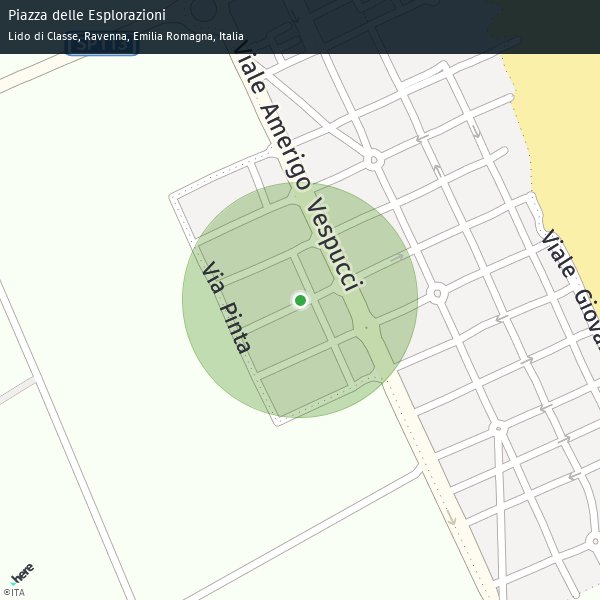 Piazza delle Esplorazioni
Lido di Classe, Ravenna, Emilia Romagna, Italia
SP113
Viale Amerigo Vespucci
Via Pinta
Viale Giova
here
©ITA